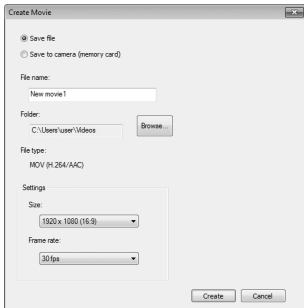 Create Movie
Save file
Save to camera (memory card)
File name:
New movie1
Folder:
C:\Users\user\Videos
Browse...
File type:
MOV (H.264/AAC)
Settings
Size:
1920 x 1080 (16:9)
Frame rate:
30 fps
Create
Cancel